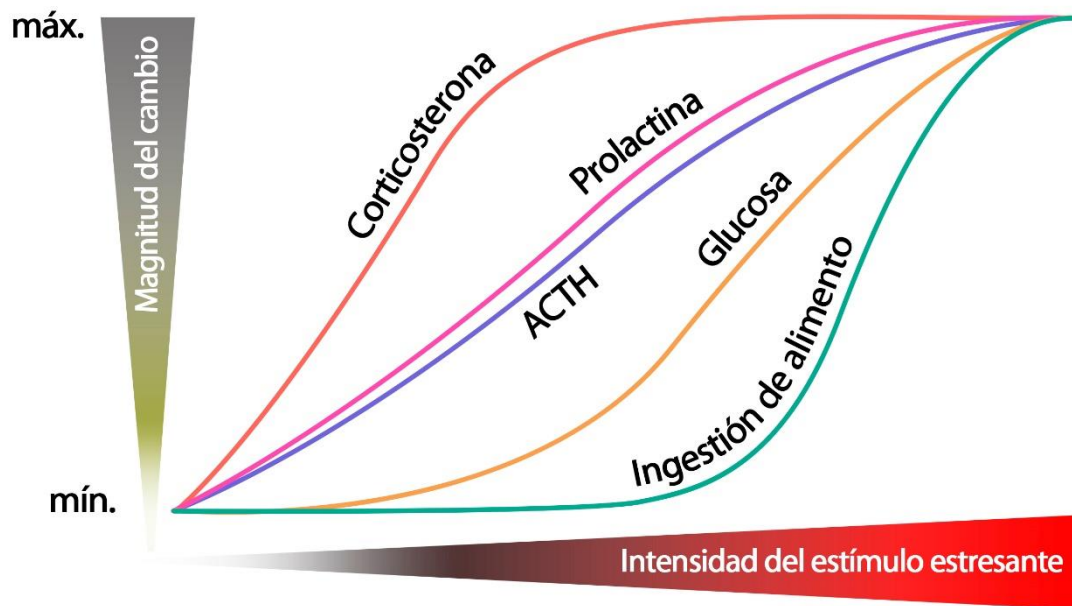 máx.
Magnitud del cambio
mín.
Corticosterona
Prolactina
ACTH
Glucosa
Ingestión de alimento
Intensidad del estímulo estresante